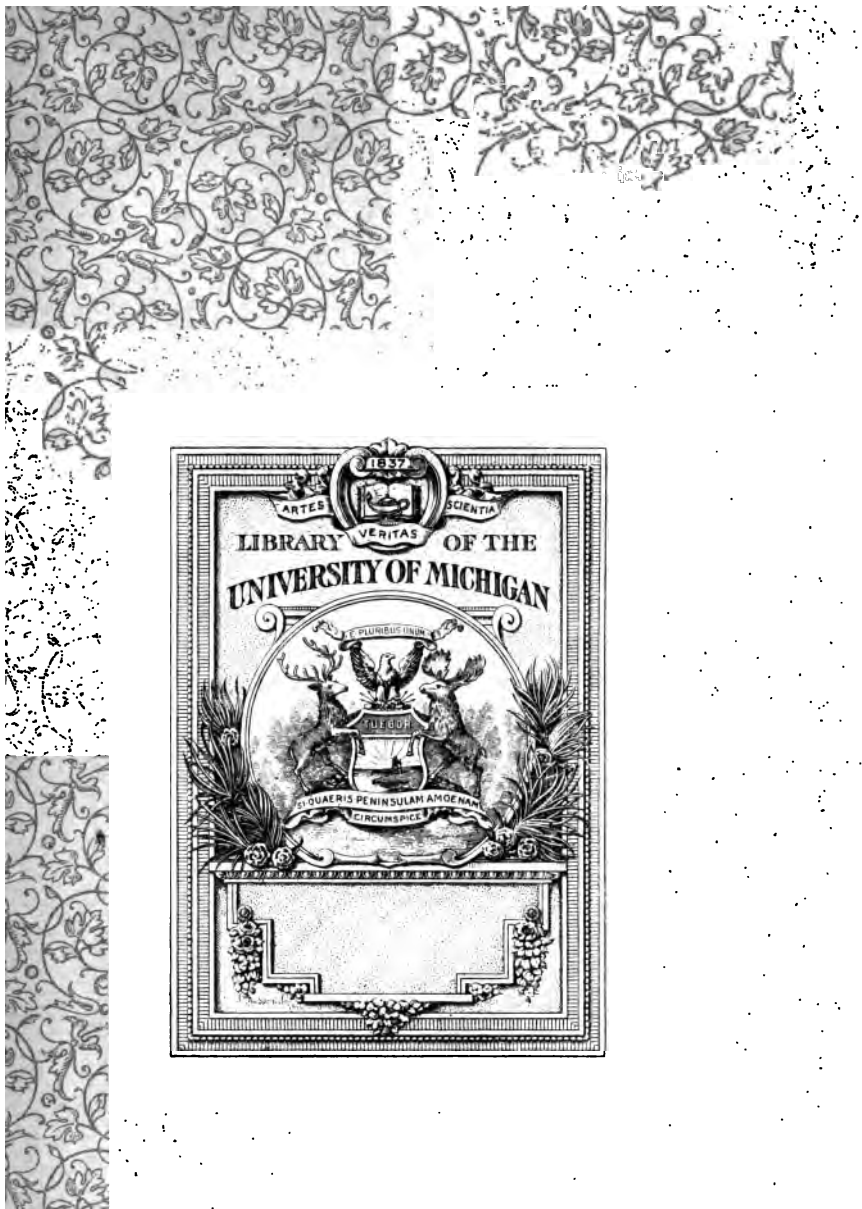 1837
ARTES SCIENTIA
VERITAS
LIBRARY OF THE
UNIVERSITY OF MICHIGAN
E PLURIBUS UNUM
TUEBOR
SI QUAERIS PENINSULAM AMOENAM
CIRCUMSPICE